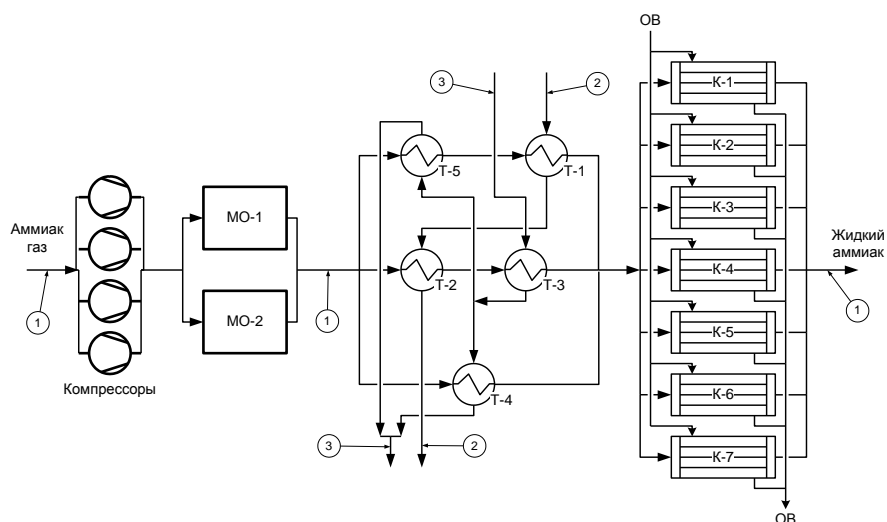 ОВ
3
2
К-1
Т-5
Т-1
К-2
МО-1
К-3
Аммиак
газ
Жидкий
аммиак
Т-2
Т-3
К-4
1
1
1
МО-2
К-5
Компрессоры
Т-4
К-6
3
2
К-7
ОВ